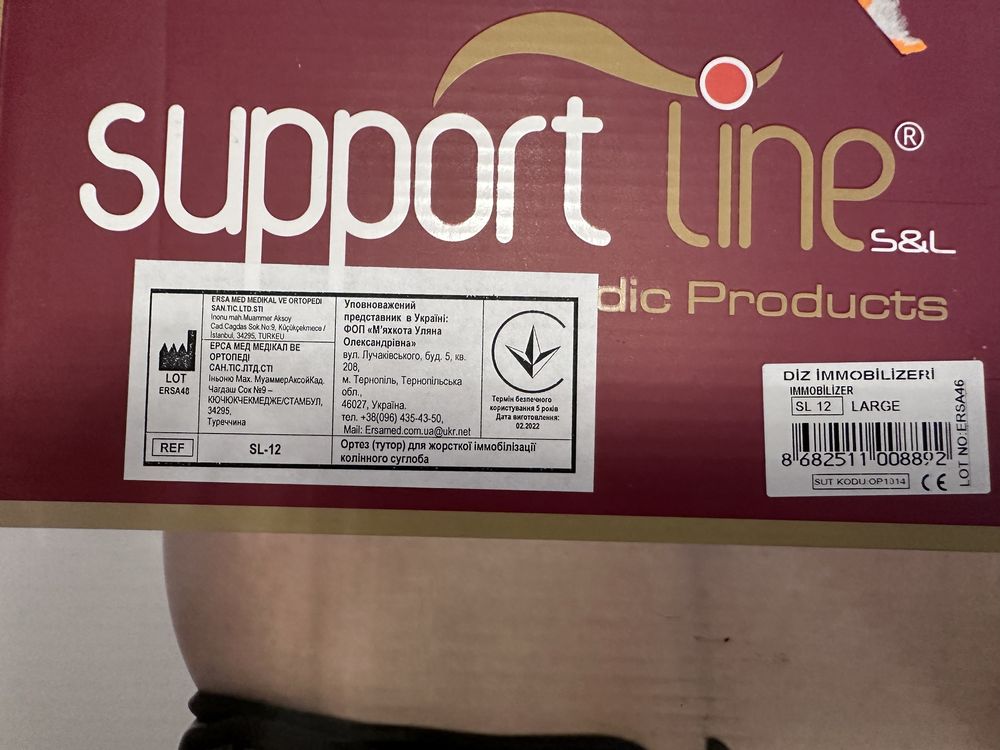 support line®
S&L
dic Products
LOT
ERSA46
ERSA MED MEDIKAL VE ORTOPEDI
SAN.TIC.LTD.STI
Inonu mah.Muammer Aksoy
Cad.Cagdas Sok.No:9, Küçükçekmece /
İstanbul, 34295, TURKEU
ЕРСА МЕД МЕДІКАЛ ВЕ
ОРТОПЕДІ
САН.ТІС.ЛТД.СТІ
Іньоню Мах. МуаммерАксойКад.
Чагдаш Сок №9 –
КЮЧЮКЧЕКМЕДЖЕ/СТАМБУЛ,
34295,
Туреччина
Уповноважений
представник в Україні:
ФОП «М'якхота Уляна
Олександрівна»
вул. Лучаківського, буд. 5, кв.
208,
м. Тернопіль, Тернопільська
обл.,
46027, Україна.
тел. +38(096) 435-43-50,
Mail: Ersamed.com.ua@ukr.net
Термін безпечного
користування 5 років
Дата виготовлення:
02.2022
REF
SL-12
Ортез (тутор) для жорсткої іммобілізації
колінного суглоба
DİZ İMMOBİLİZERİ
IMMOBILIZER
SL 12 LARGE
8 682511 008892
SUT KODU:OP1014
CE
LOT NO:ERSA46